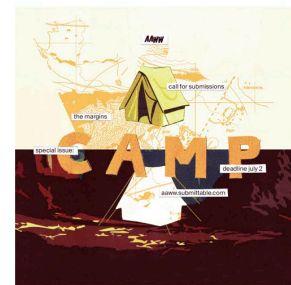 AAWW
call for submissions
the margins
special issue:
CAMP
deadline july 2
aaww.submittable.com